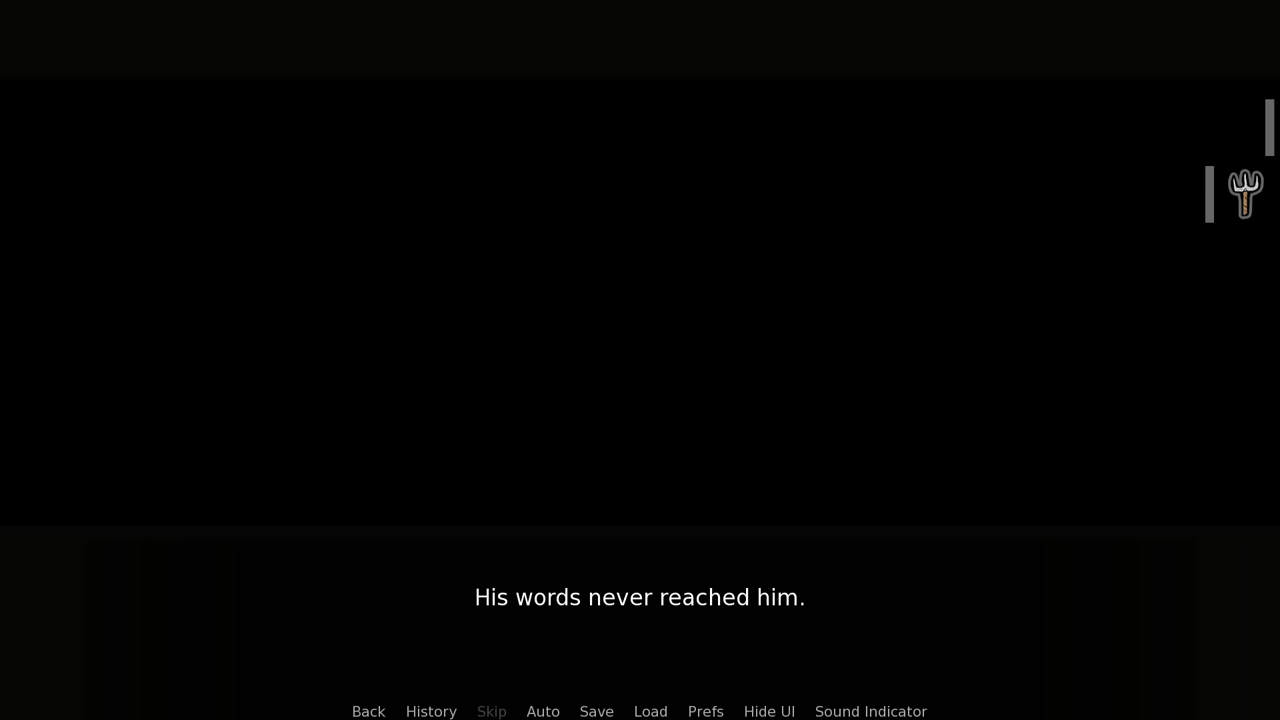 His words never reached him.
Back History Skip Auto Save Load Prefs Hide UI Sound Indicator